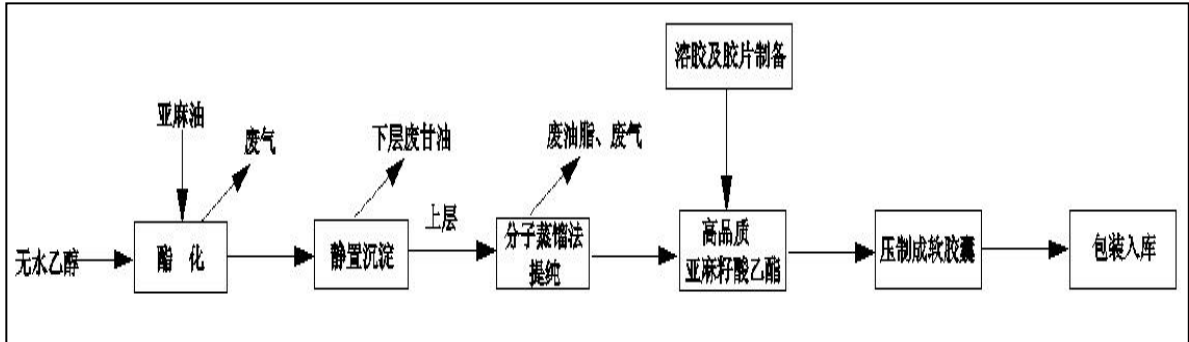 溶胶及胶片制备
亚麻油
废气
下层废甘油
废油脂、废气
上层
无水乙醇
酯 化
静置沉淀
分子蒸馏法
提纯
高品质
亚麻籽酸乙酯
压制成软胶囊
包装入库